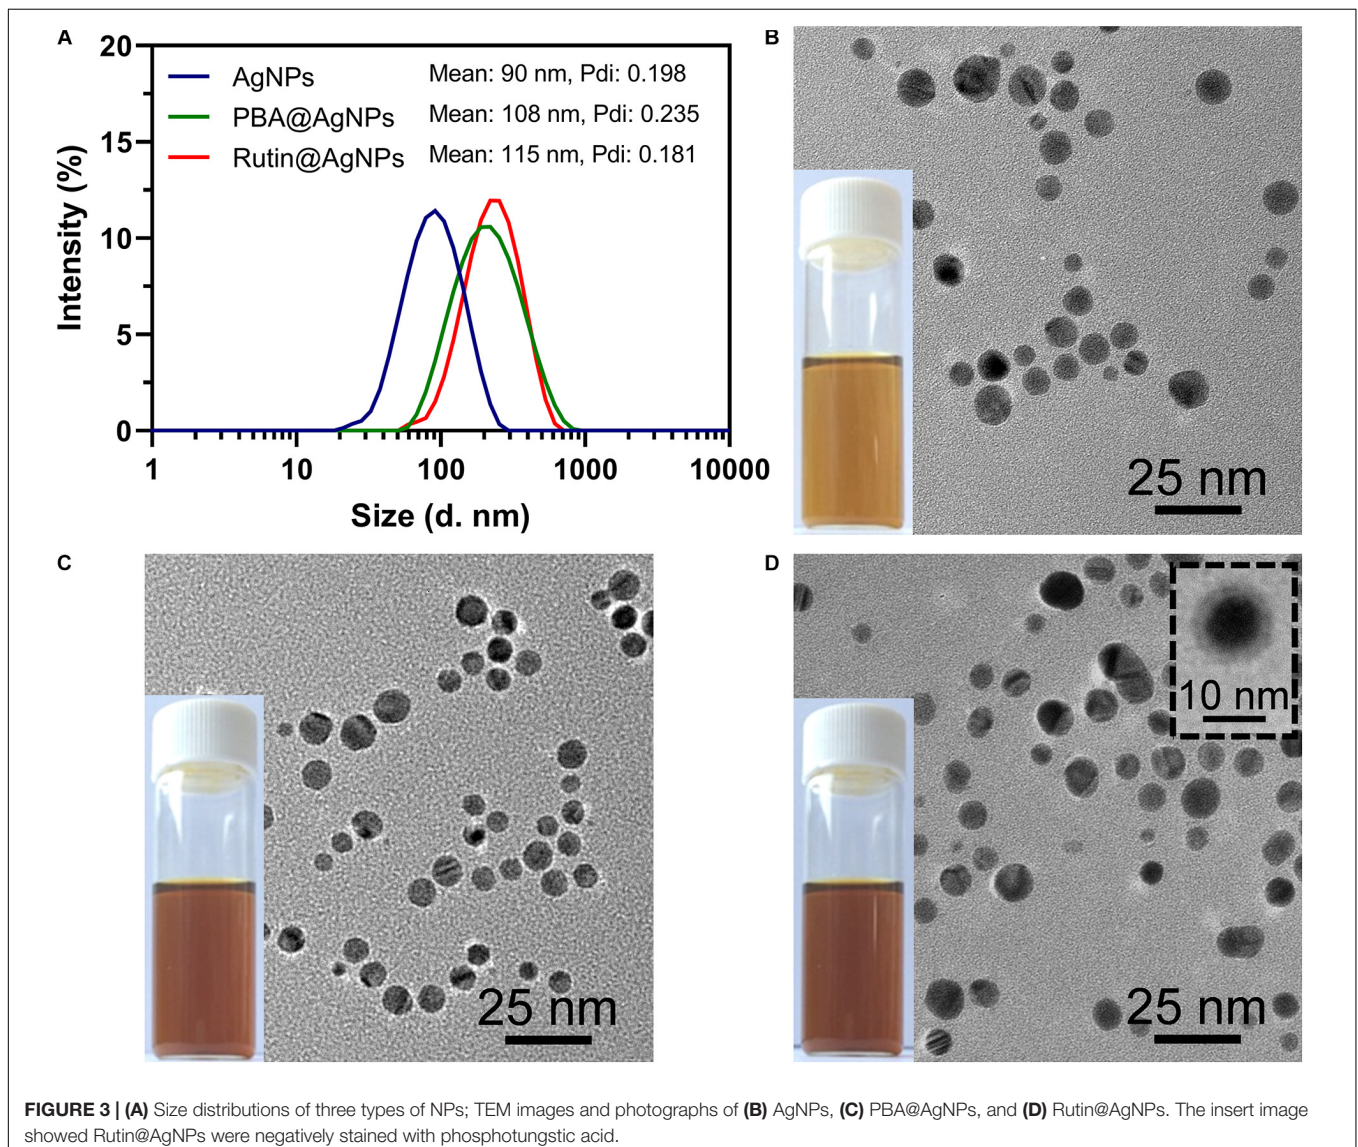 A
20
15
10
5
0
Intensity (%)
AgNPs
Mean: 90 nm, Pdi: 0.198
PBA@AgNPs
Mean: 108 nm, Pdi: 0.235
Rutin@AgNPs
Mean: 115 nm, Pdi: 0.181
1 10 100 1000 10000
Size (d. nm)
B
25 nm
C
25 nm
D
10 nm
25 nm
FIGURE 3 | (A) Size distributions of three types of NPs; TEM images and photographs of (B) AgNPs, (C) PBA@AgNPs, and (D) Rutin@AgNPs. The insert image
showed Rutin@AgNPs were negatively stained with phosphotungstic acid.